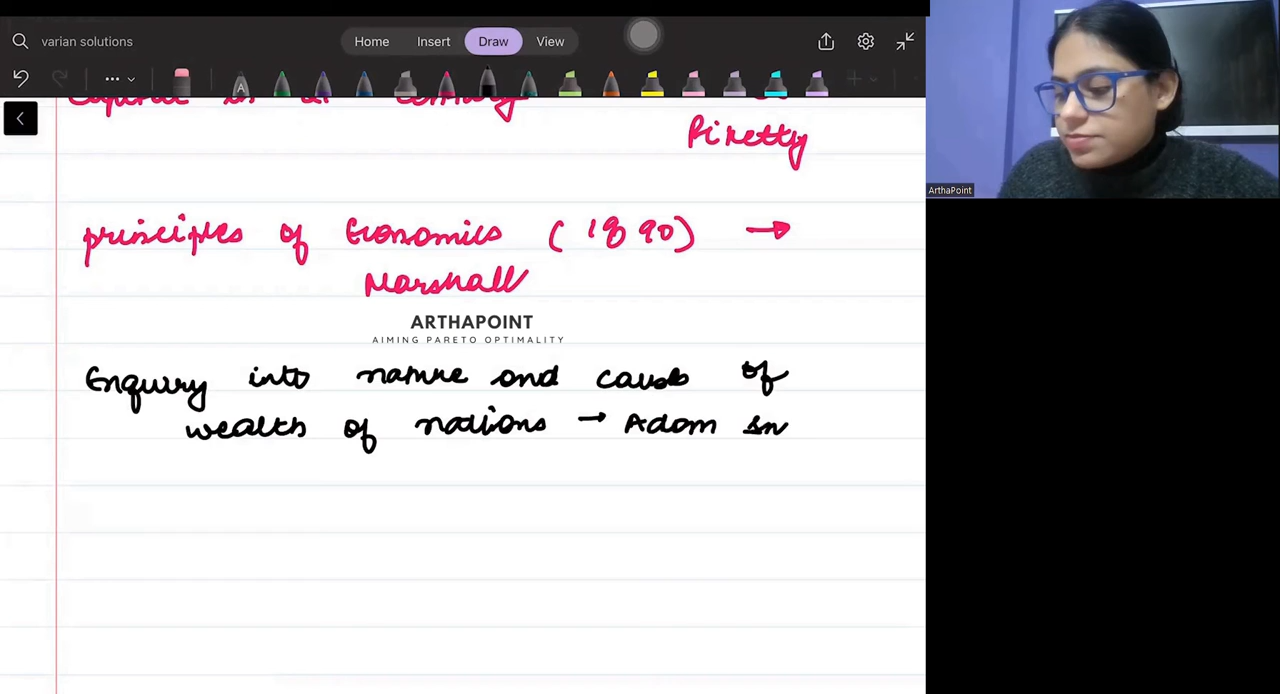 varian solutions
Home Insert Draw View
A
Piketty
principles of Economics (1890) →
Marshall
ARTHAPOINT
AIMING PARETO OPTIMALITY
Enquiry into nature and causes of
wealth of nations → Adam Sm
ArthaPoint